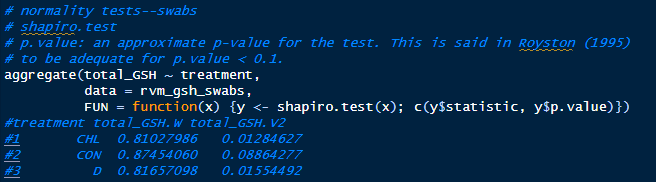 # normality tests--swabs
# shapiro.test
# p.value: an approximate p-value for the test. This is said in Royston (1995)
# to be adequate for p.value < 0.1.
aggregate(total_GSH ~ treatment,
          data = rvm_gsh_swabs,
          FUN = function(x) {y <- shapiro.test(x); c(y$statistic, y$p.value)})
#treatment total_GSH.W total_GSH.V2
#1       CHL  0.81027986   0.01284627
#2       CON  0.87454060   0.08864277
#3         D  0.81657098   0.01554492